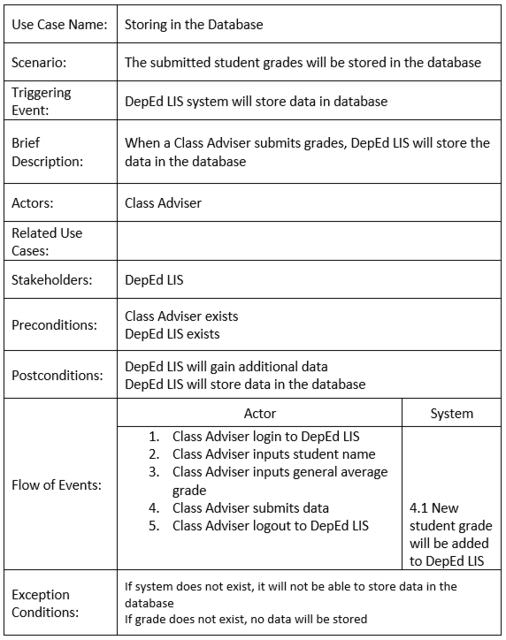 Use Case Name: Storing in the Database
Scenario: The submitted student grades will be stored in the database
Triggering
Event:
DepEd LIS system will store data in database
Brief
Description:
When a Class Adviser submits grades, DepEd LIS will store the
data in the database
Actors: Class Adviser
Related Use
Cases:
Stakeholders: DepEd LIS
Preconditions:
Class Adviser exists
DepEd LIS exists
Postconditions:
DepEd LIS will gain additional data
DepEd LIS will store data in the database
Flow of Events:
Actor
1. Class Adviser login to DepEd LIS
2. Class Adviser inputs student name
3. Class Adviser inputs general average
grade
4. Class Adviser submits data
5. Class Adviser logout to DepEd LIS
System
4.1 New
student grade
will be added
to DepEd LIS
Exception
Conditions:
If system does not exist, it will not be able to store data in the
database
If grade does not exist, no data will be stored